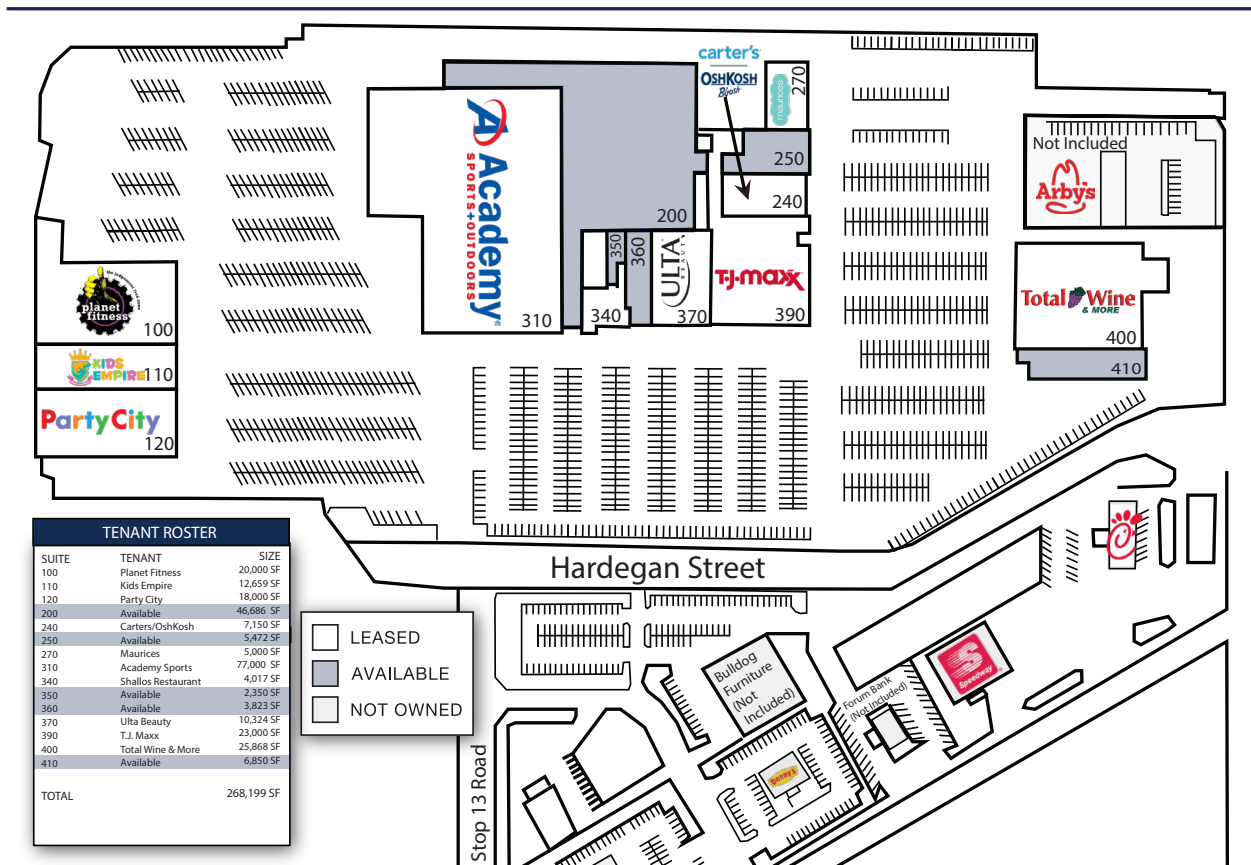 carter's
OSHKOSH
B'gosh
maurices
270
250
240
200
Academy
SPORTS+OUTDOORS
310
350
360
340
ULTA
BEAUTY
370
T·J·maxx
390
Not Included
Arby's
Total Wine
& MORE
400
410
the judgement free zone
planet
fitness
100
KIDS
EMPIRE
110
Party City
120
Hardegan Street
Stop 13 Road
TENANT ROSTER
SUITE TENANT SIZE
100 Planet Fitness 20,000 SF
110 Kids Empire 12,659 SF
120 Party City 18,000 SF
200 Available 46,686 SF
240 Carters/OshKosh 7,150 SF
250 Available 5,472 SF
270 Maurices 5,000 SF
310 Academy Sports 77,000 SF
340 Shallos Restaurant 4,017 SF
350 Available 2,350 SF
360 Available 3,823 SF
370 Ulta Beauty 10,324 SF
390 T.J. Maxx 23,000 SF
400 Total Wine & More 25,868 SF
410 Available 6,850 SF
TOTAL 268,199 SF
LEASED
AVAILABLE
NOT OWNED
Bulldog
Furniture
(Not
Included)
Forum Bank
(Not Included)
Speedway
Denny's